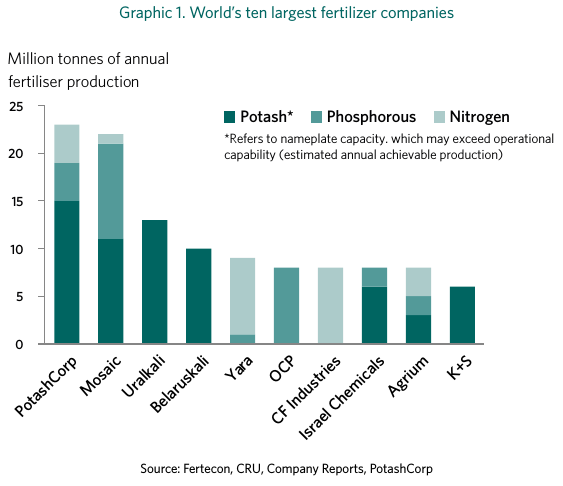 Graphic 1. World's ten largest fertilizer companies
Million tonnes of annual
fertiliser production
25
20
15
10
5
0
Potash*
Phosphorous
Nitrogen
*Refers to nameplate capacity. which may exceed operational
capability (estimated annual achievable production)
PotashCorp
Mosaic
Uralkali
Belaruskali
Yara
OCP
CF Industries
Israel Chemicals
Agrium
K+S
Source: Fertecon, CRU, Company Reports, PotashCorp